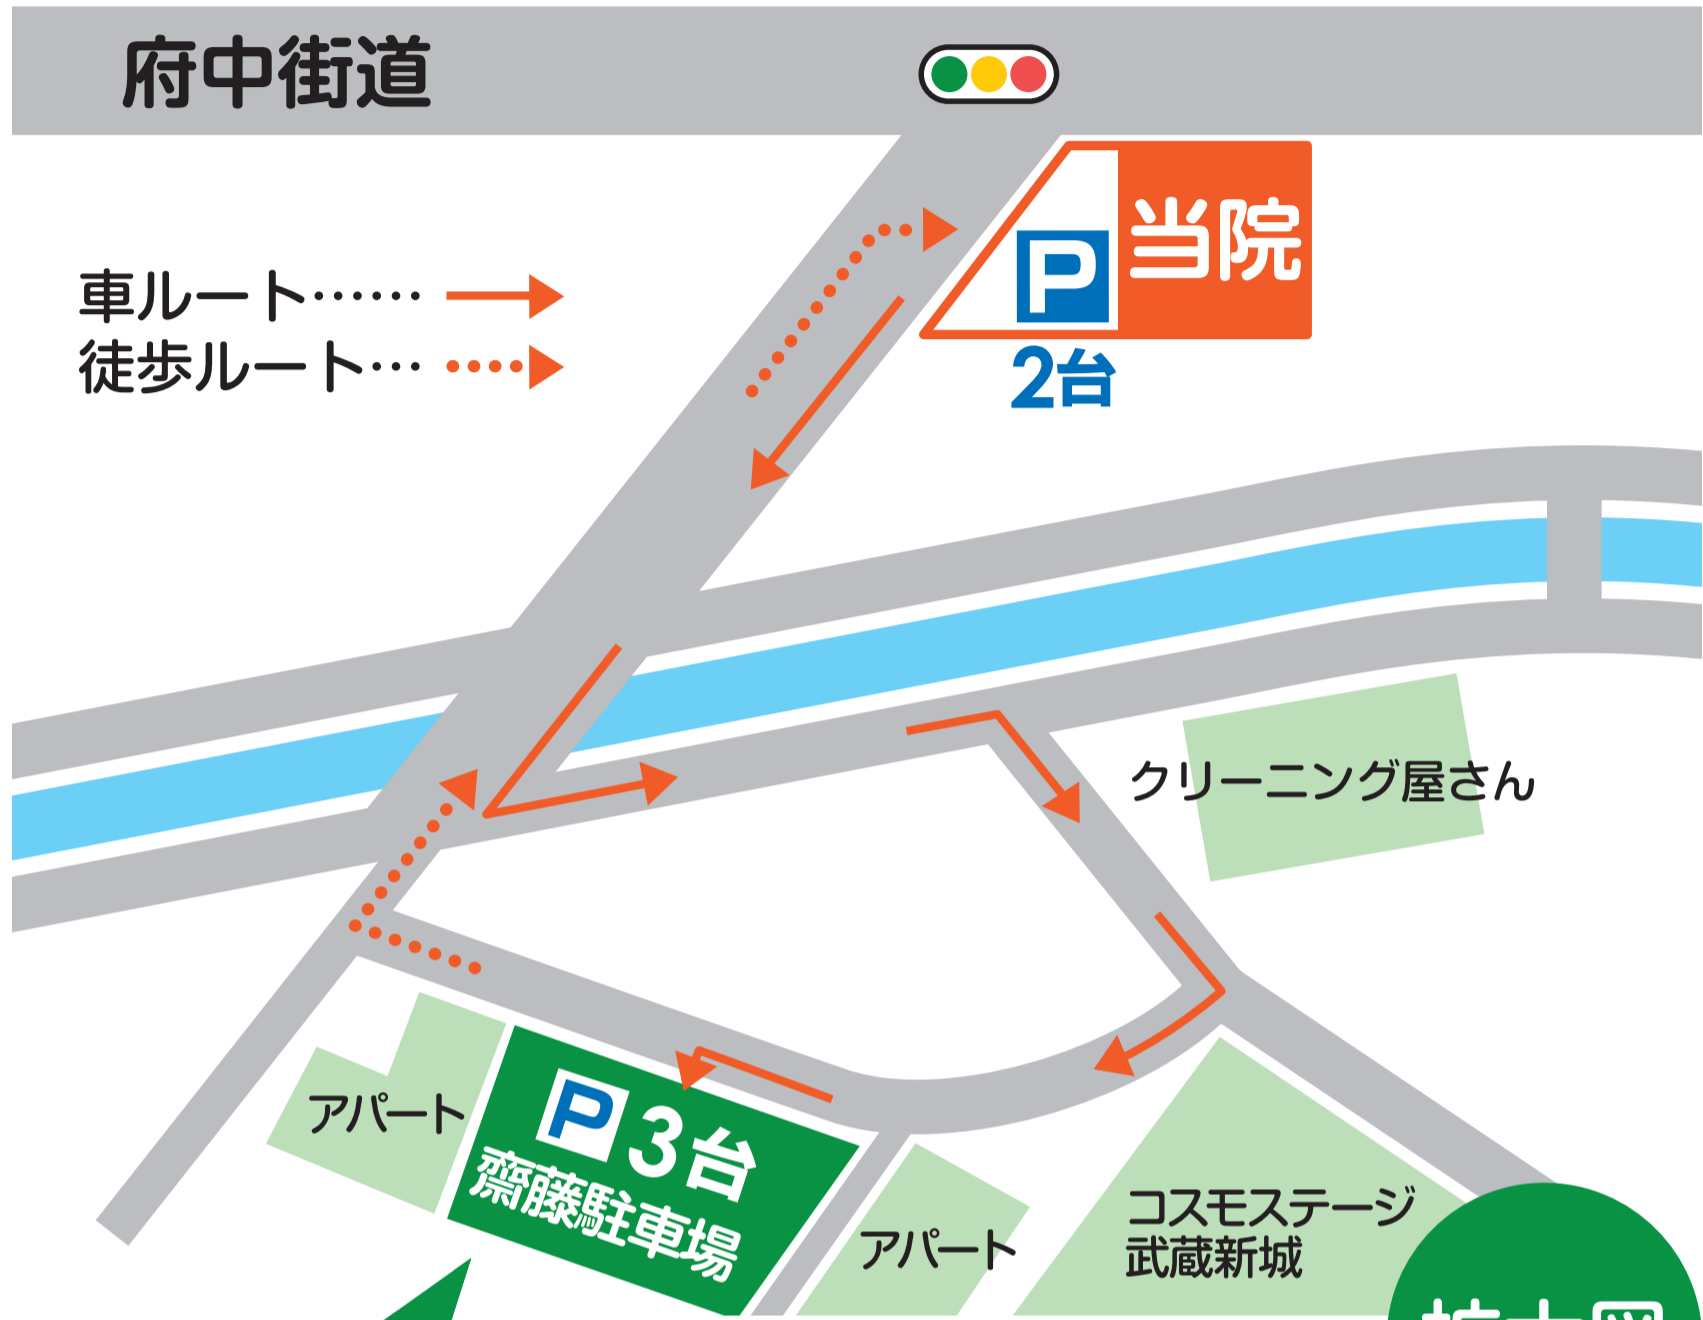 府中街道
車ルート……
徒歩ルート…
P
当院
2台
クリーニング屋さん
アパート
P 3台
齋藤駐車場
アパート
コスモステージ
武蔵新城